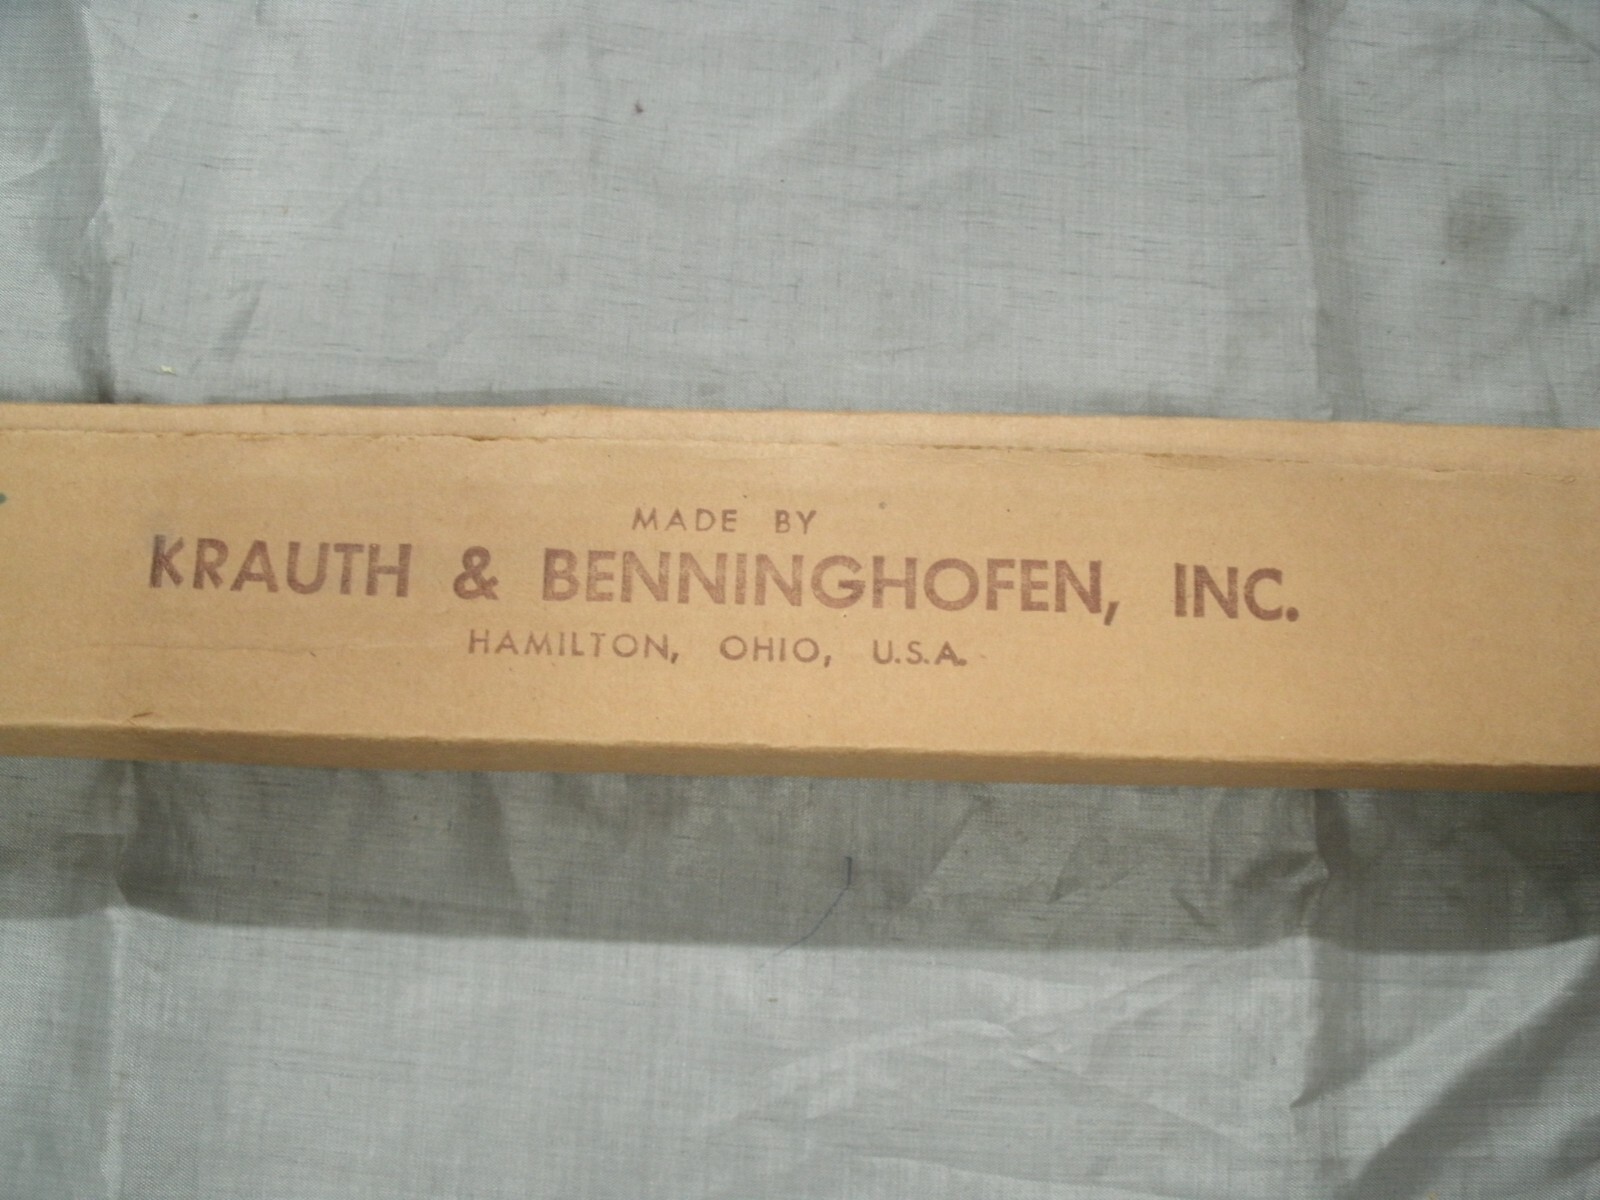 MADE BY
KRAUTH & BENNINGHOFEN, INC.
HAMILTON, OHIO, U.S.A.